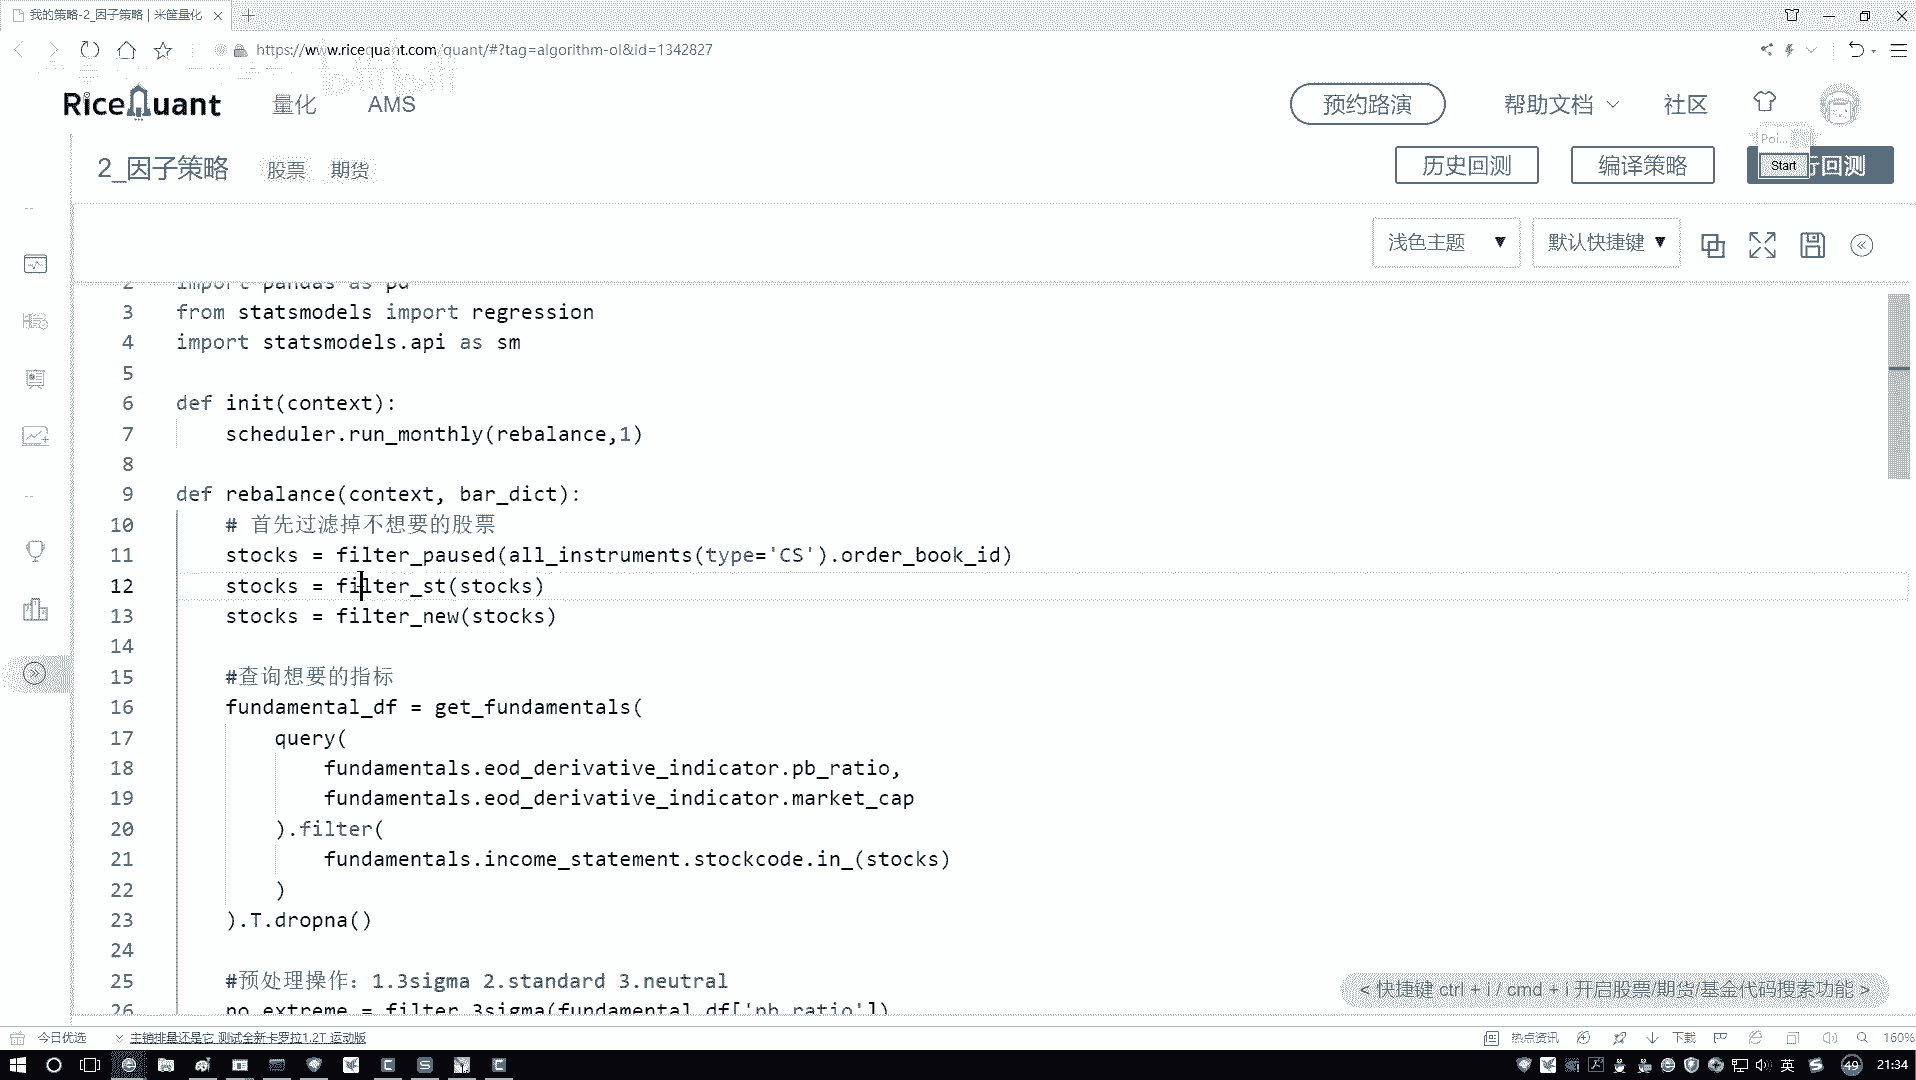 我的策略-2_因子策略 | 米筐量化
https://www.ricequant.com/quant/#?tag=algorithm-ol&id=1342827
RiceQuant 量化 AMS 预约路演 帮助文档 社区
Poi...
2_因子策略 股票 期货 历史回测 编译策略 Start 行回测
浅色主题 默认快捷键
2 import pandas as pd
3 from statsmodels import regression
4 import statsmodels.api as sm
5
6 def init(context):
7 scheduler.run_monthly(rebalance,1)
8
9 def rebalance(context, bar_dict):
10 # 首先过滤掉不想要的股票
11 stocks = filter_paused(all_instruments(type='CS').order_book_id)
12 stocks = filter_st(stocks)
13 stocks = filter_new(stocks)
14
15 #查询想要的指标
16 fundamental_df = get_fundamentals(
17 query(
18 fundamentals.eod_derivative_indicator.pb_ratio,
19 fundamentals.eod_derivative_indicator.market_cap
20 ).filter(
21 fundamentals.income_statement.stockcode.in_(stocks)
22 )
23 ).T.dropna()
24
25 #预处理操作：1.3sigma 2.standard 3.neutral
26 no_extreme = filter_3sigma(fundamental_df['pb_ratio'])
< 快捷键 ctrl + i / cmd + i 开启股票/期货/基金代码搜索功能 >
今日优选 主销排量还是它 测试全新卡罗拉1.2T 运动版 热点资讯 下载 160%
英 49 21:34